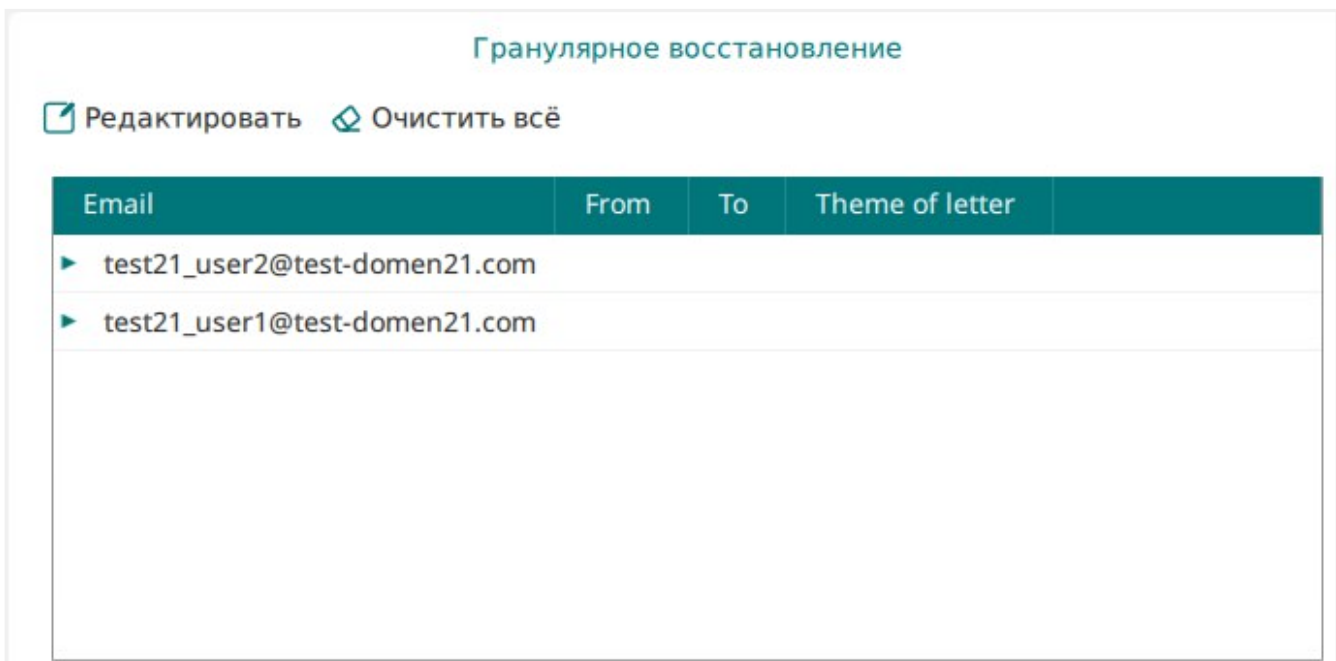 Гранулярное восстановление
Редактировать Очистить всё
Email From To Theme of letter
test21_user2@test-domen21.com
test21_user1@test-domen21.com